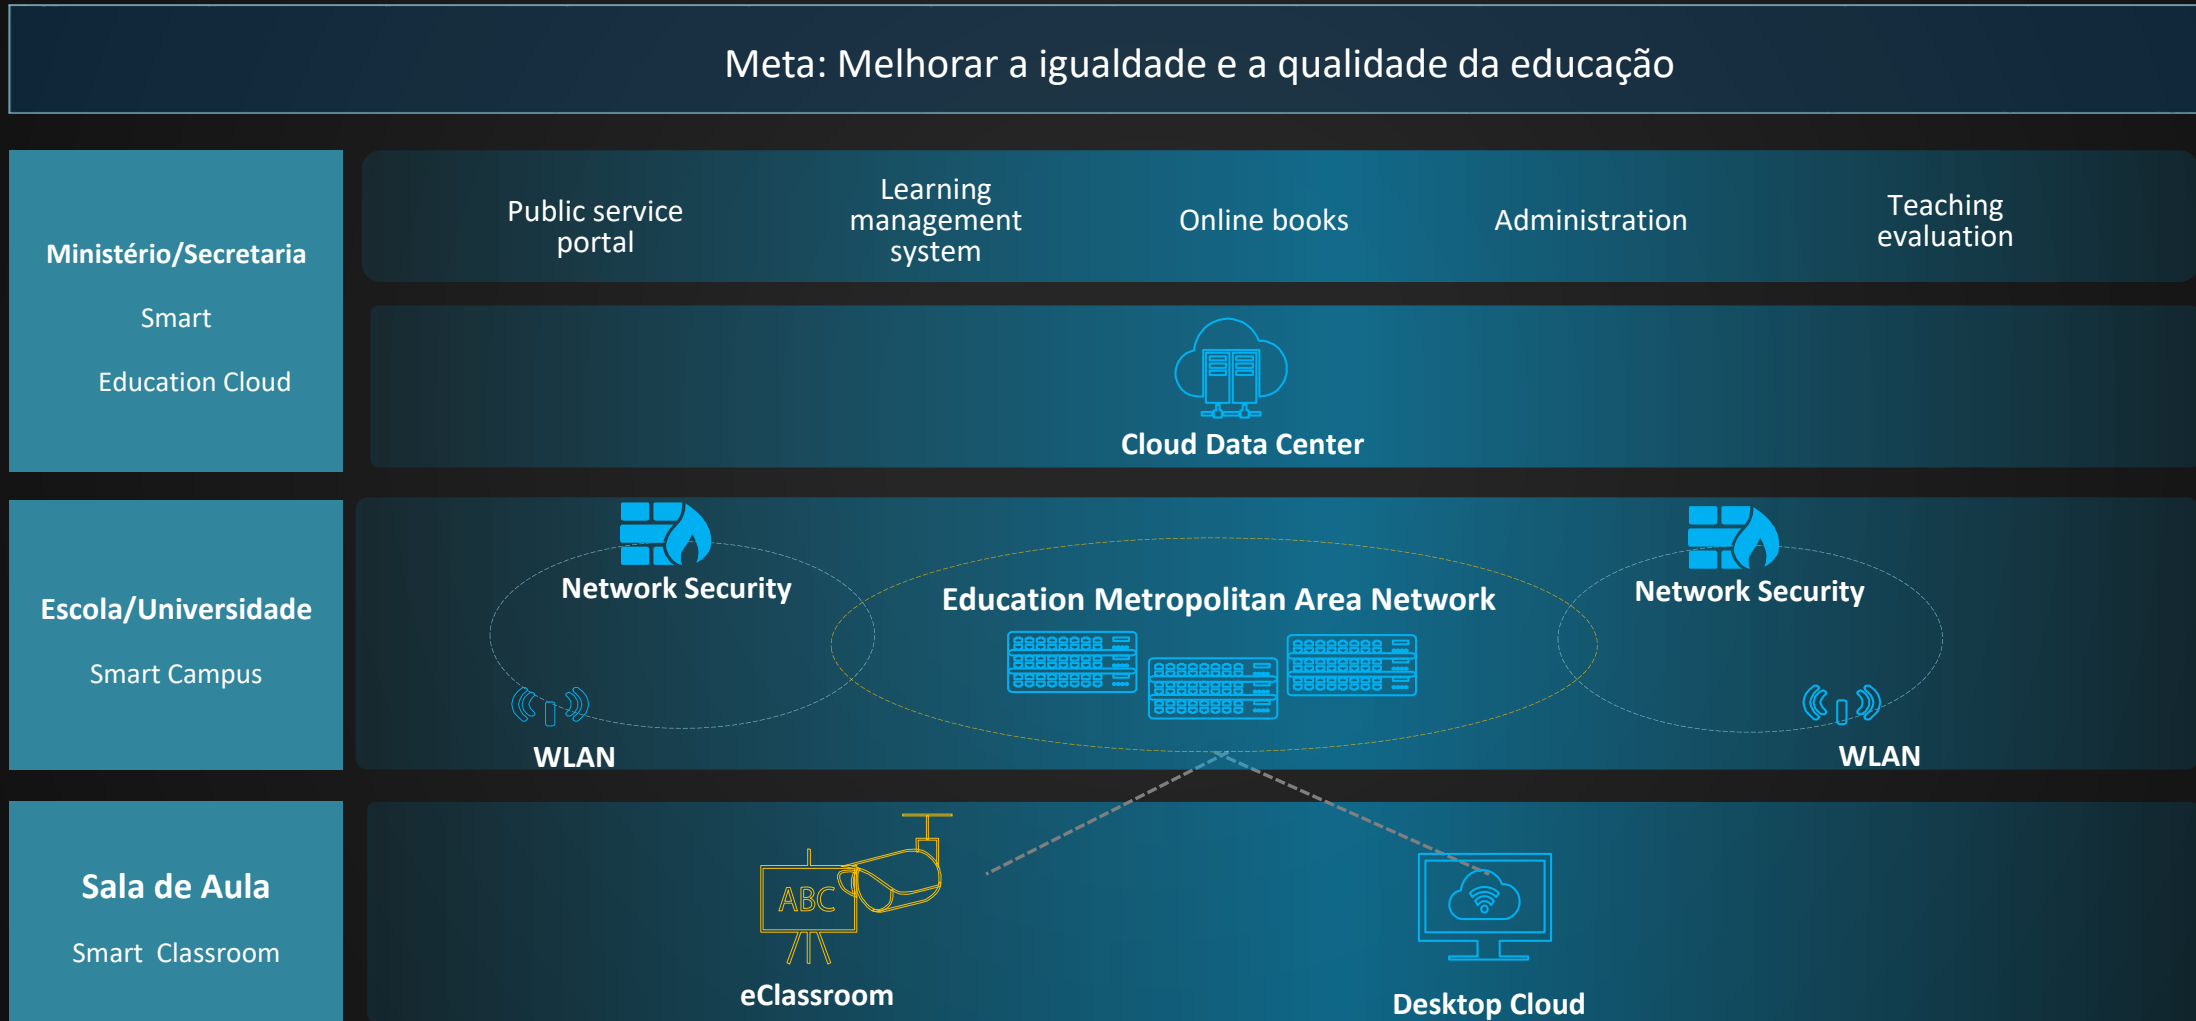 Meta: Melhorar a igualdade e a qualidade da educação
Ministério/Secretaria
Smart
Education Cloud
Public service
portal
Learning
management
system
Online books
Administration
Teaching
evaluation
Cloud Data Center
Escola/Universidade
Smart Campus
Network Security
Education Metropolitan Area Network
Network Security
WLAN
WLAN
Sala de Aula
Smart Classroom
ABC
eClassroom
Desktop Cloud